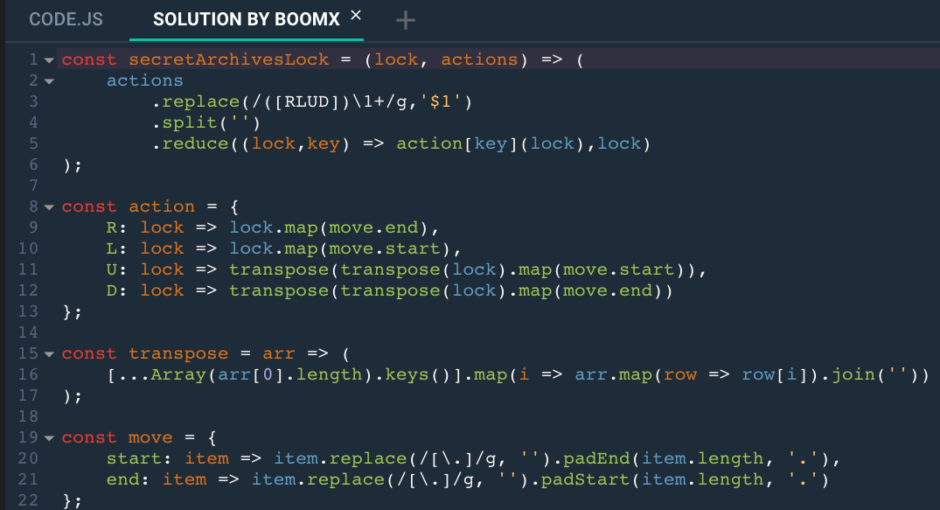 CODE.JS SOLUTION BY BOOMX × +
1 const secretArchivesLock = (lock, actions) => (
2     actions
3         .replace(/([RLUD])\1+/g,'$1')
4         .split('')
5         .reduce((lock,key) => action[key](lock),lock)
6 );
7
8 const action = {
9     R: lock => lock.map(move.end),
10     L: lock => lock.map(move.start),
11     U: lock => transpose(transpose(lock).map(move.start)),
12     D: lock => transpose(transpose(lock).map(move.end))
13 };
14
15 const transpose = arr => (
16     [...Array(arr[0].length).keys()].map(i => arr.map(row => row[i]).join(''))
17 );
18
19 const move = {
20     start: item => item.replace(/[\.]/g, '').padEnd(item.length, '.'),
21     end: item => item.replace(/[\.]/g, '').padStart(item.length, '.')
22 };